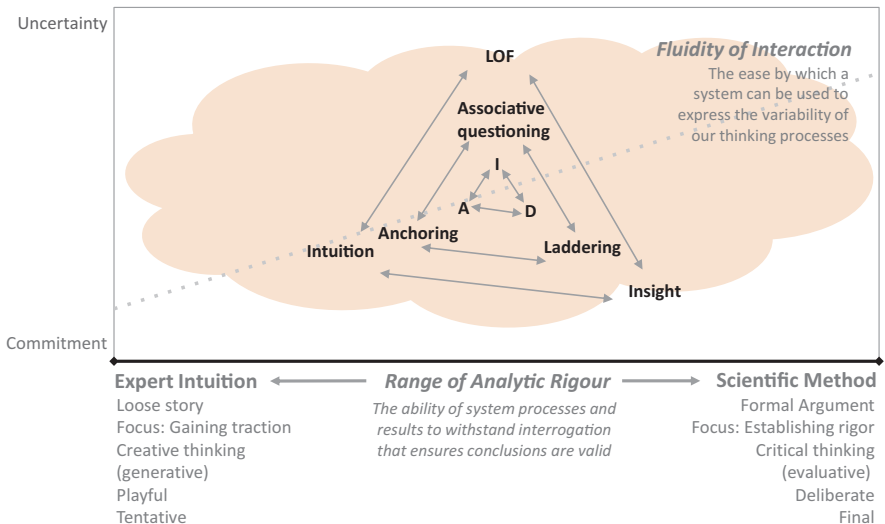 Uncertainty
LOF
Fluidity of Interaction
The ease by which a
system can be used to
express the variability of
our thinking processes
Associative
questioning
I
A
D
Anchoring
Intuition
Laddering
Insight
Commitment
Expert Intuition
Range of Analytic Rigour
Scientific Method
Loose story
Focus: Gaining traction
Creative thinking
(generative)
Playful
Tentative
The ability of system processes and
results to withstand interrogation
that ensures conclusions are valid
Formal Argument
Focus: Establishing rigor
Critical thinking
(evaluative)
Deliberate
Final